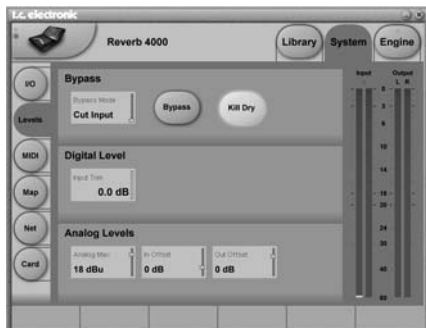 t.c. electronic
Reverb 4000
Library
System
Engine
I/O
Levels
MIDI
Map
Net
Card
Bypass
Bypass Mode
Cut Input
Bypass
Kill Dry
Digital Level
Input Trim
0.0 dB
Analog Levels
Analog Max
18 dBu
In Offset
0 dB
Out Offset
0 dB
Input
Output
L R
0
3
6
10
14
18
20
24
30
40
60